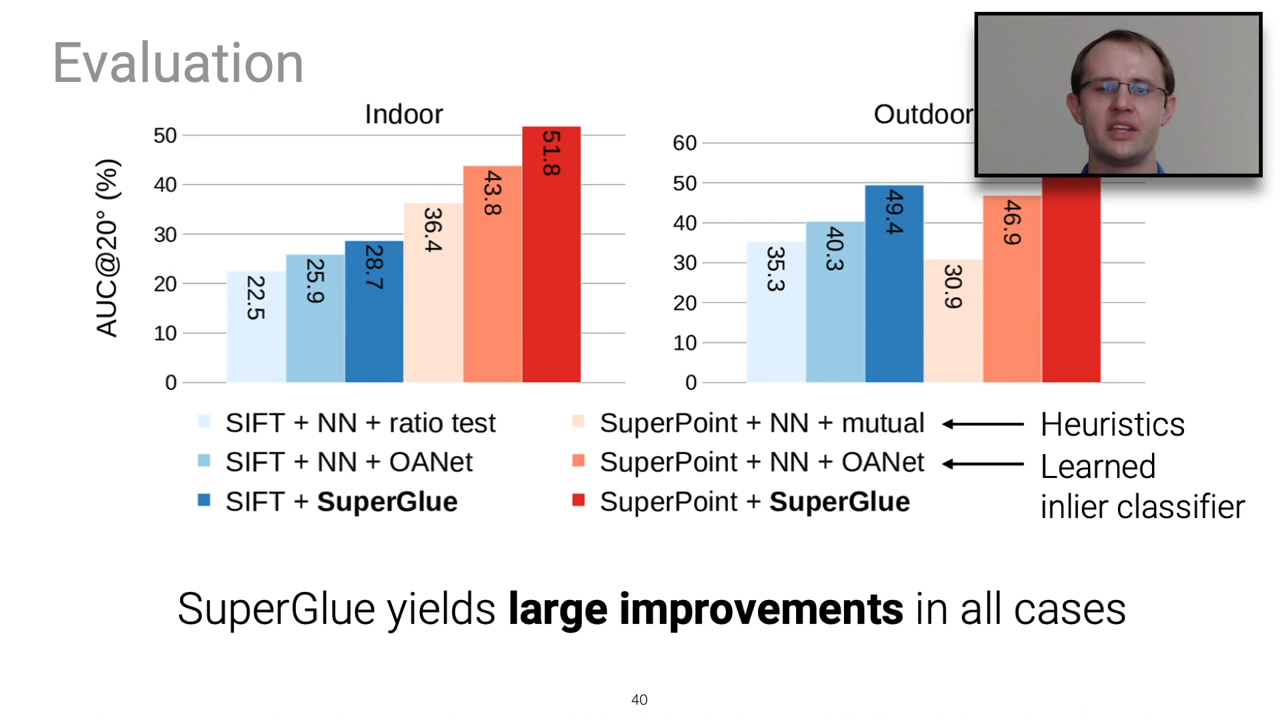 Evaluation
Indoor
Outdoor
AUC@20° (%)
50
40
30
20
10
0
22.5
25.9
28.7
36.4
43.8
51.8
60
50
40
30
20
10
0
35.3
40.3
49.4
30.9
46.9
SIFT + NN + ratio test
SIFT + NN + OANet
SIFT + SuperGlue
SuperPoint + NN + mutual
SuperPoint + NN + OANet
SuperPoint + SuperGlue
Heuristics
Learned
inlier classifier
SuperGlue yields large improvements in all cases
40